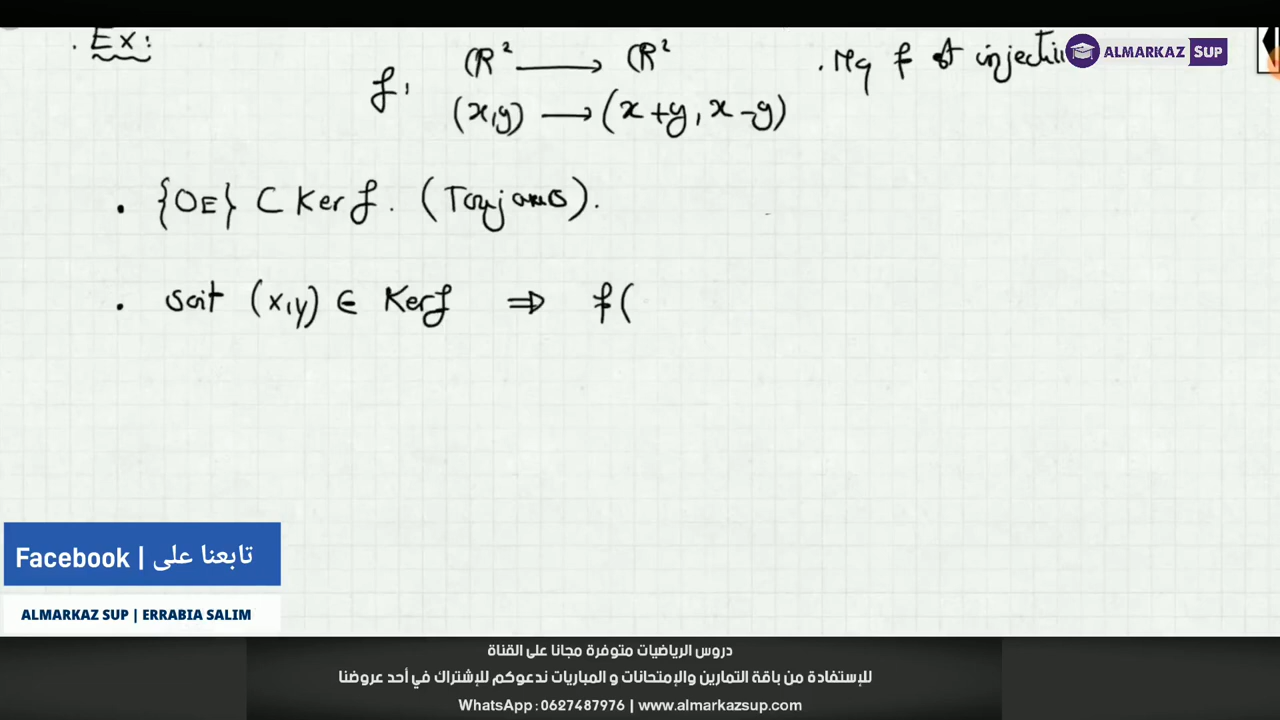 . Ex:
f: ℝ² ⟶ ℝ² . Mq f est injecti
(x,y) ⟶ (x+y, x-y)
ALMARKAZ SUP
. {0E} ⊂ Ker f. (Toujours).
. soit (x,y) ∈ Ker f ⇒ f(
Facebook | تابعنا على
ALMARKAZ SUP | ERRABIA SALIM
دروس الرياضيات متوفرة مجانا على القناة
للإستفادة من باقة التمارين والإمتحانات و المباريات ندعوكم للإشتراك في أحد عروضنا
WhatsApp : 0627487976 | www.almarkazsup.com